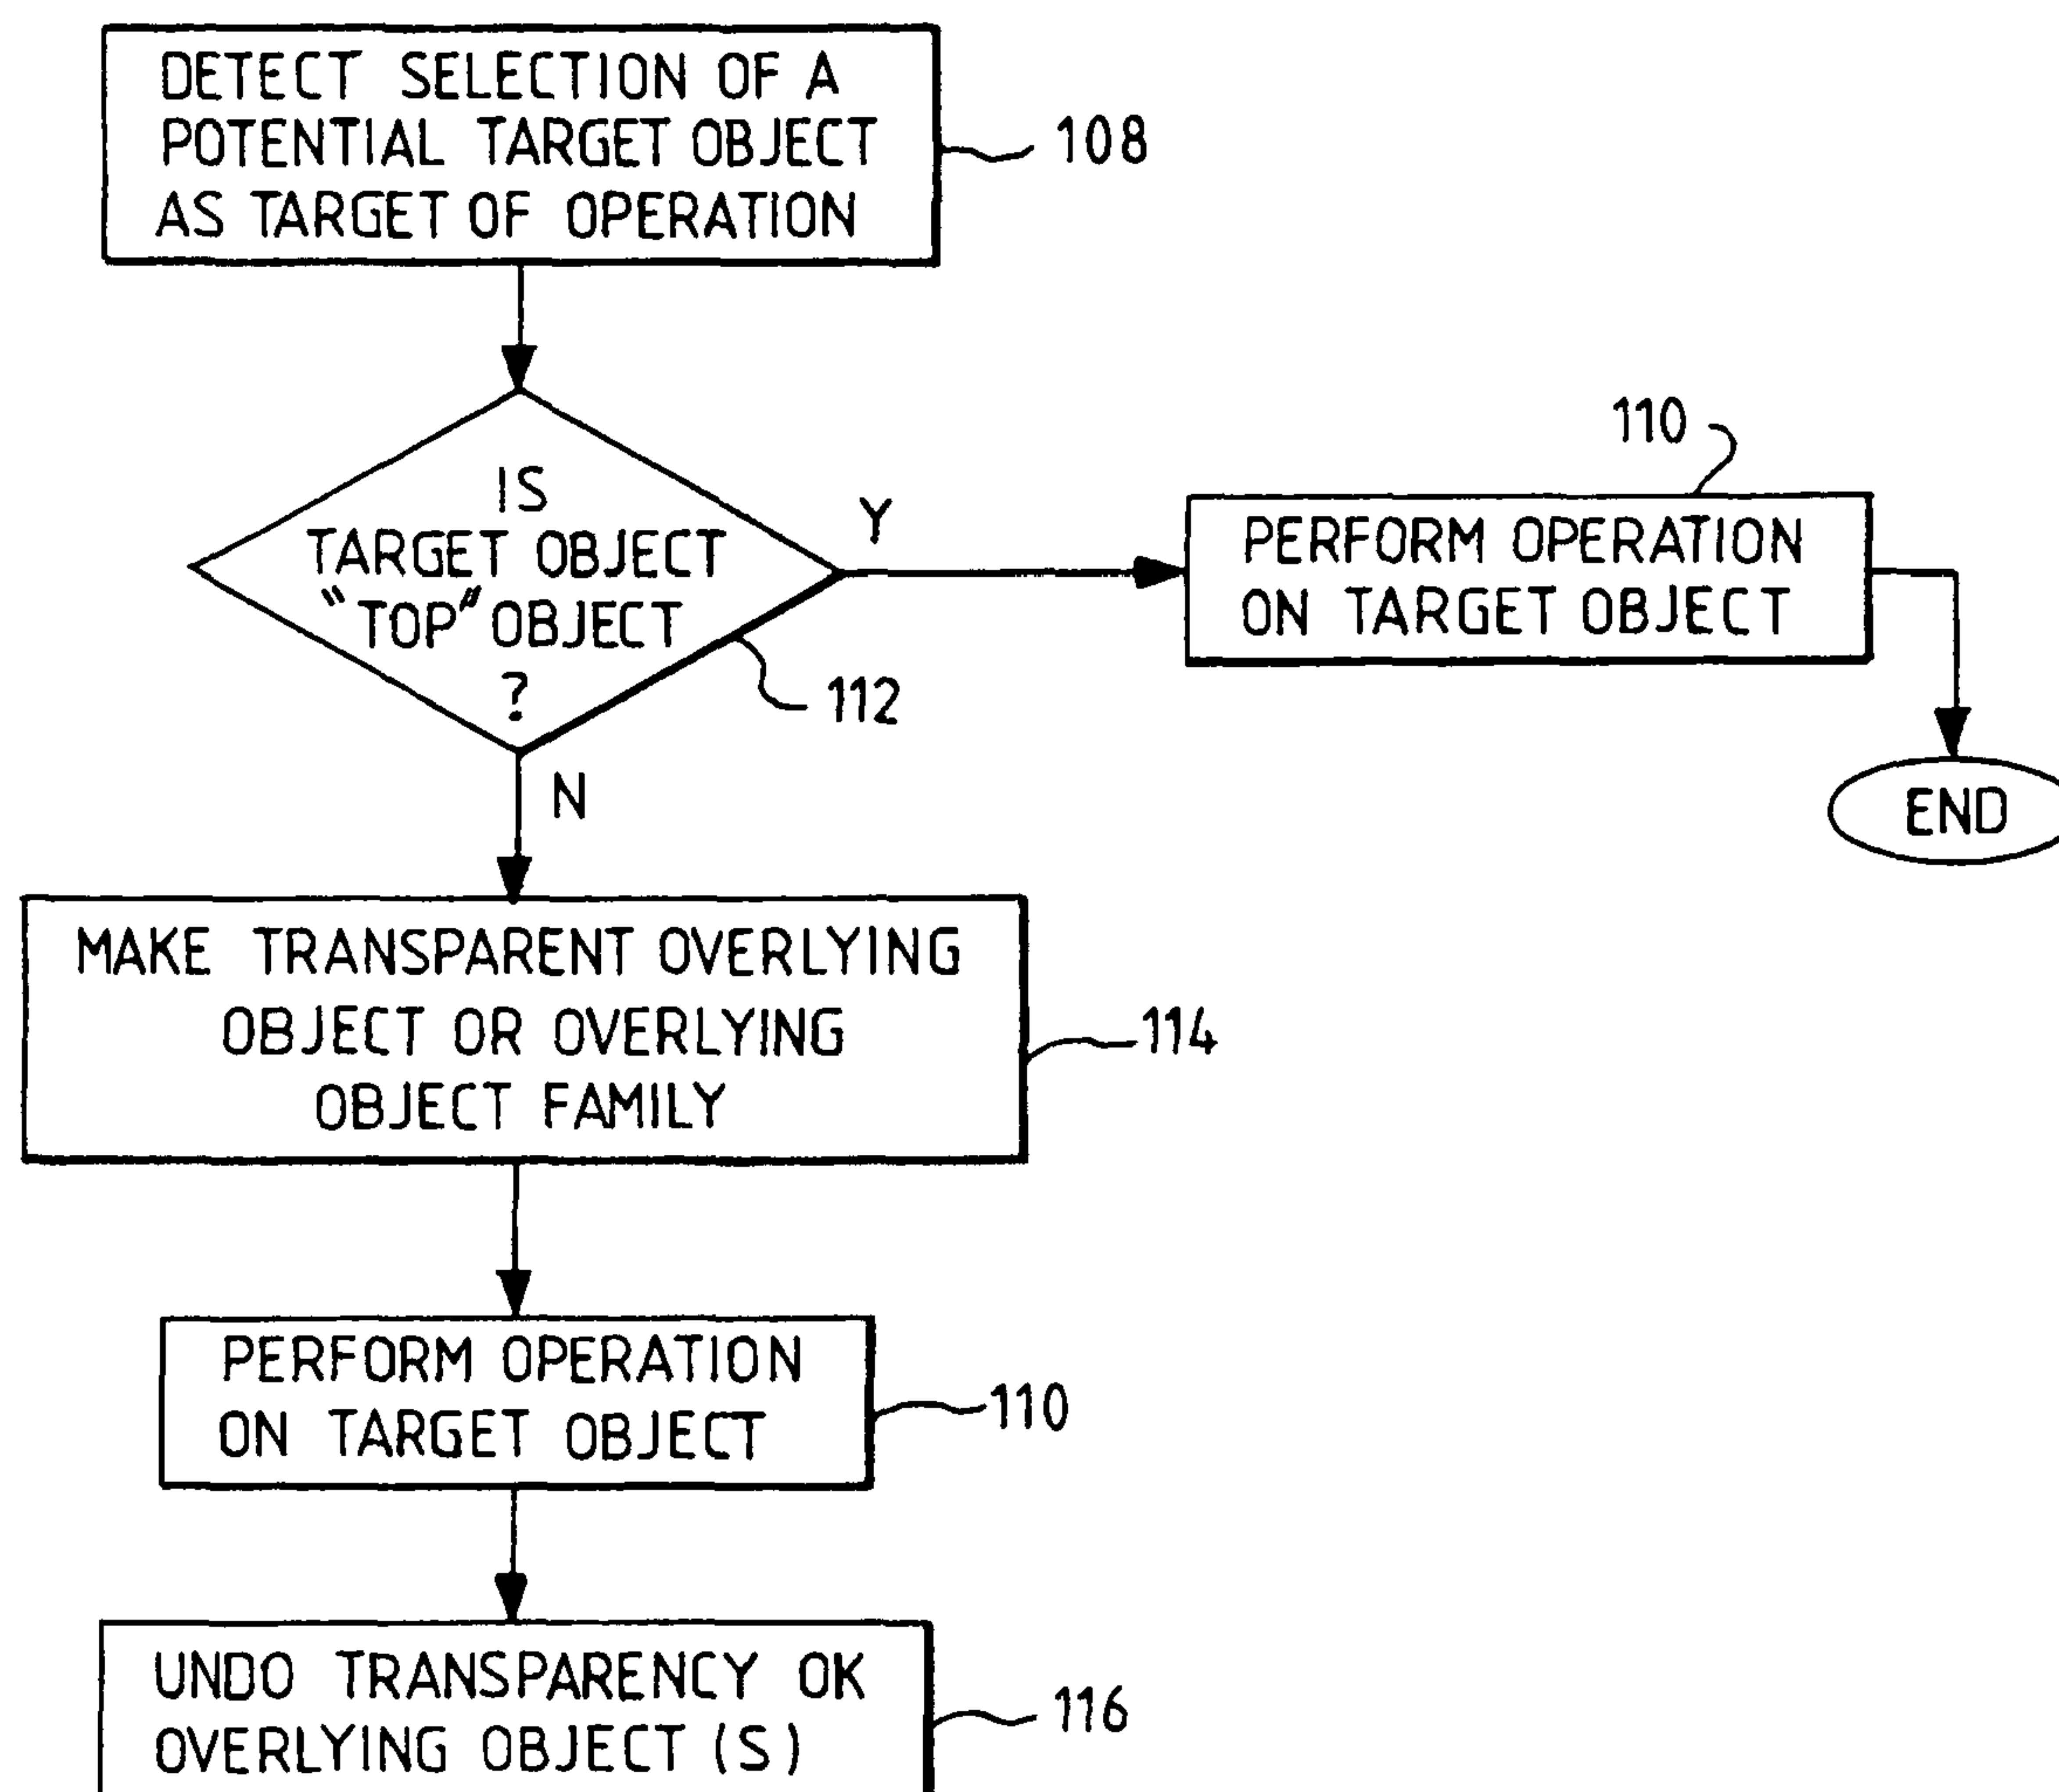 DETECT SELECTION OF A
POTENTIAL TARGET OBJECT
AS TARGET OF OPERATION
108
IS
TARGET OBJECT
"TOP" OBJECT
?
112
Y
110
PERFORM OPERATION
ON TARGET OBJECT
END
N
MAKE TRANSPARENT OVERLYING
OBJECT OR OVERLYING
OBJECT FAMILY
114
PERFORM OPERATION
ON TARGET OBJECT
110
UNDO TRANSPARENCY OK
OVERLYING OBJECT (S)
116